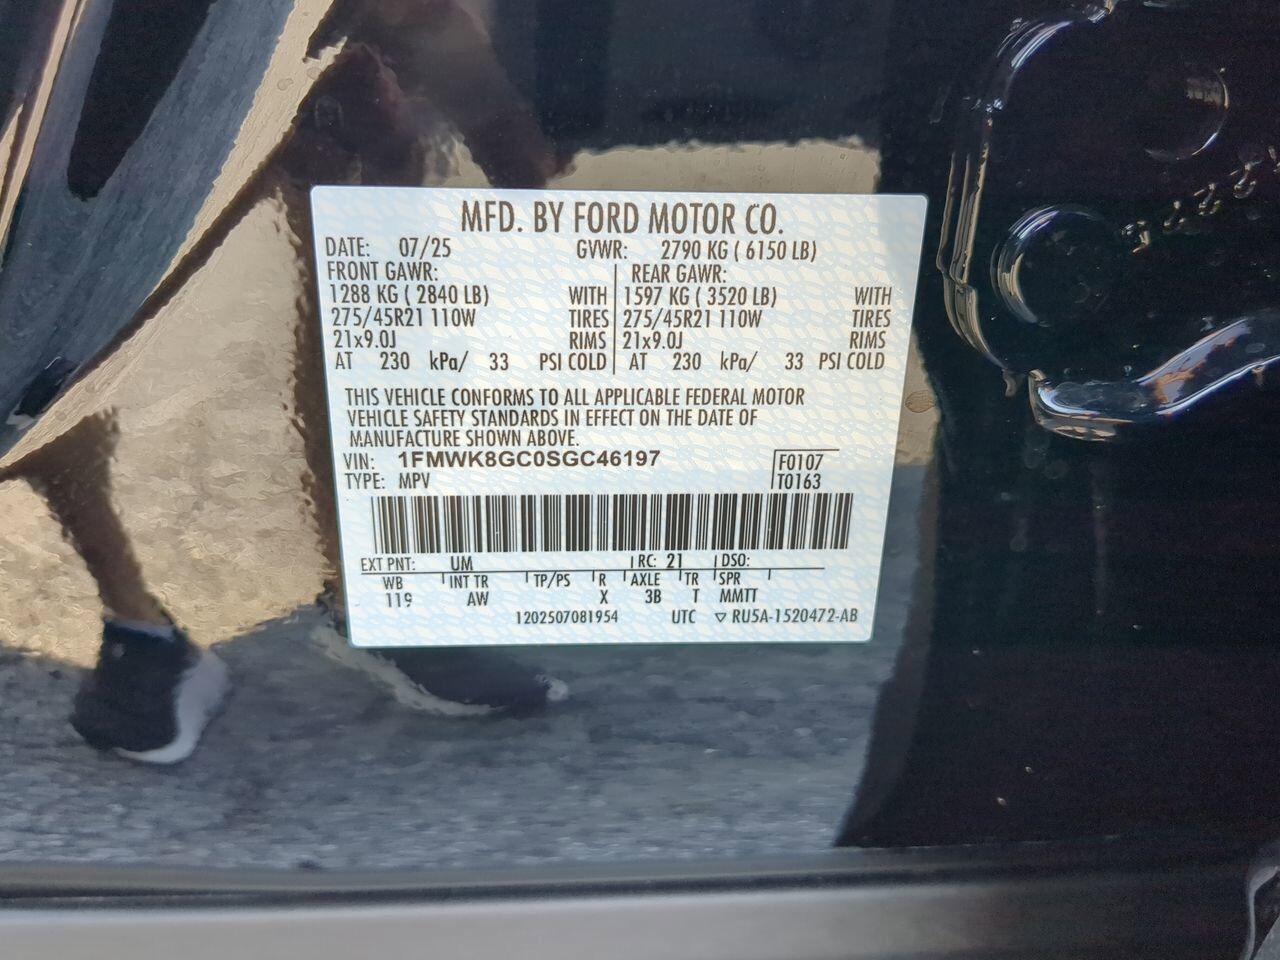 MFD. BY FORD MOTOR CO.
DATE: 07/25 GVWR: 2790 KG ( 6150 LB)
FRONT GAWR: REAR GAWR:
1288 KG ( 2840 LB) WITH 1597 KG ( 3520 LB) WITH
275/45R21 110W TIRES 275/45R21 110W TIRES
21x9.0J RIMS 21x9.0J RIMS
AT 230 kPa/ 33 PSI COLD AT 230 kPa/ 33 PSI COLD
THIS VEHICLE CONFORMS TO ALL APPLICABLE FEDERAL MOTOR
VEHICLE SAFETY STANDARDS IN EFFECT ON THE DATE OF
MANUFACTURE SHOWN ABOVE.
VIN: 1FMWK8GC0SGC46197 F0107
TYPE: MPV T0163
EXT PNT: UM RC: 21 DSO:
WB INT TR TP/PS R AXLE TR SPR
119 AW X 3B T MMTT
1202507081954 UTC ▽ RU5A-1520472-AB